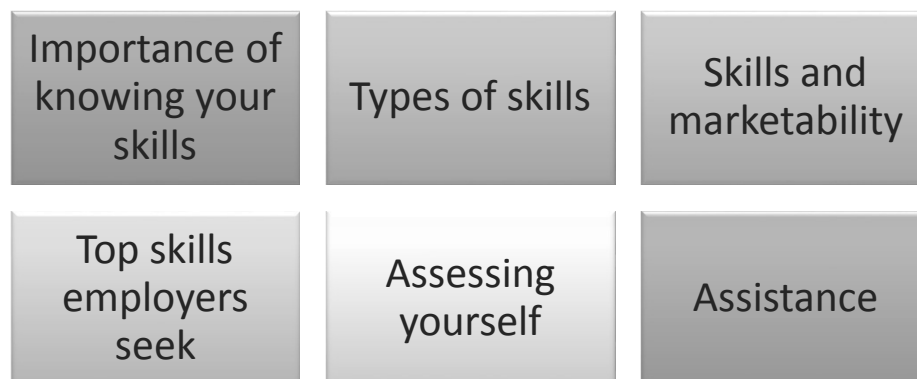 Importance of
knowing your
skills
Types of skills
Skills and
marketability
Top skills
employers
seek
Assessing
yourself
Assistance